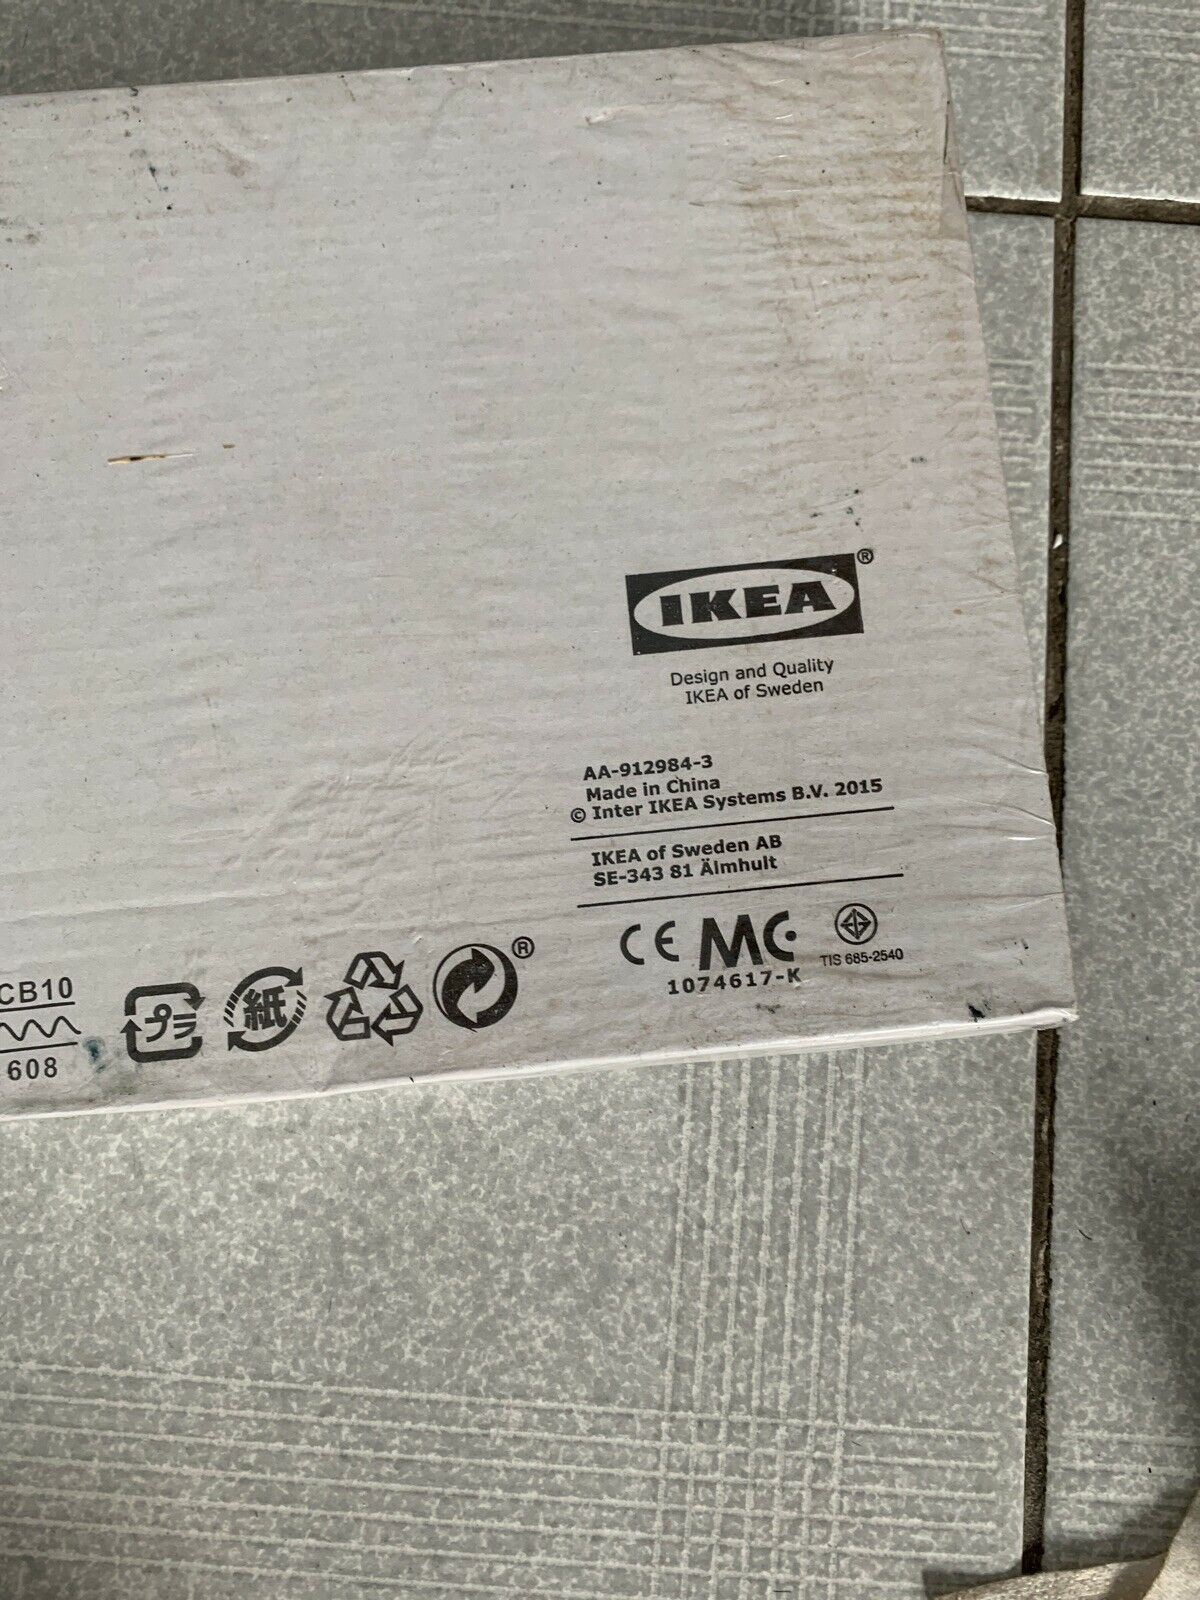 IKEA®
Design and Quality
IKEA of Sweden
AA-912984-3
Made in China
© Inter IKEA Systems B.V. 2015
IKEA of Sweden AB
SE-343 81 Älmhult
CE MC
TIS 685-2540
1074617-K
CB10
608
プラ
紙
®